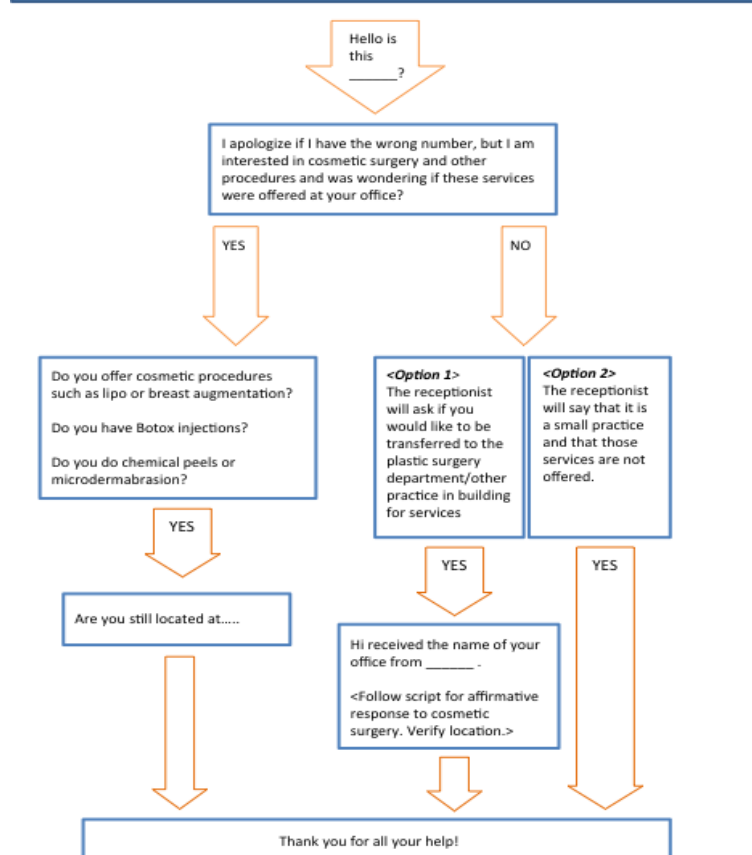 Hello is
this
______?
I apologize if I have the wrong number, but I am
interested in cosmetic surgery and other
procedures and was wondering if these services
were offered at your office?
YES
NO
Do you offer cosmetic procedures
such as lipo or breast augmentation?
Do you have Botox injections?
Do you do chemical peels or
microdermabrasion?
<Option 1>
The receptionist
will ask if you
would like to be
transferred to the
plastic surgery
department/other
practice in building
for services
<Option 2>
The receptionist
will say that it is
a small practice
and that those
services are not
offered.
YES
YES
YES
Are you still located at.....
Hi received the name of your
office from ______ .
<Follow script for affirmative
response to cosmetic
surgery. Verify location.>
Thank you for all your help!